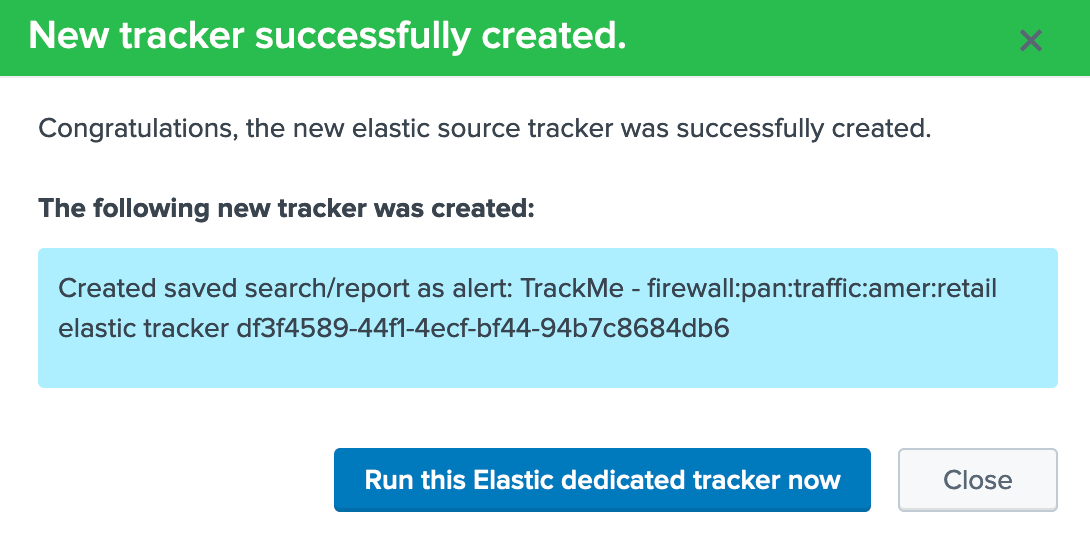 New tracker successfully created.
Congratulations, the new elastic source tracker was successfully created.
The following new tracker was created:
Created saved search/report as alert: TrackMe - firewall:pan:traffic:amer:retail
elastic tracker df3f4589-44f1-4ecf-bf44-94b7c8684db6
Run this Elastic dedicated tracker now
Close